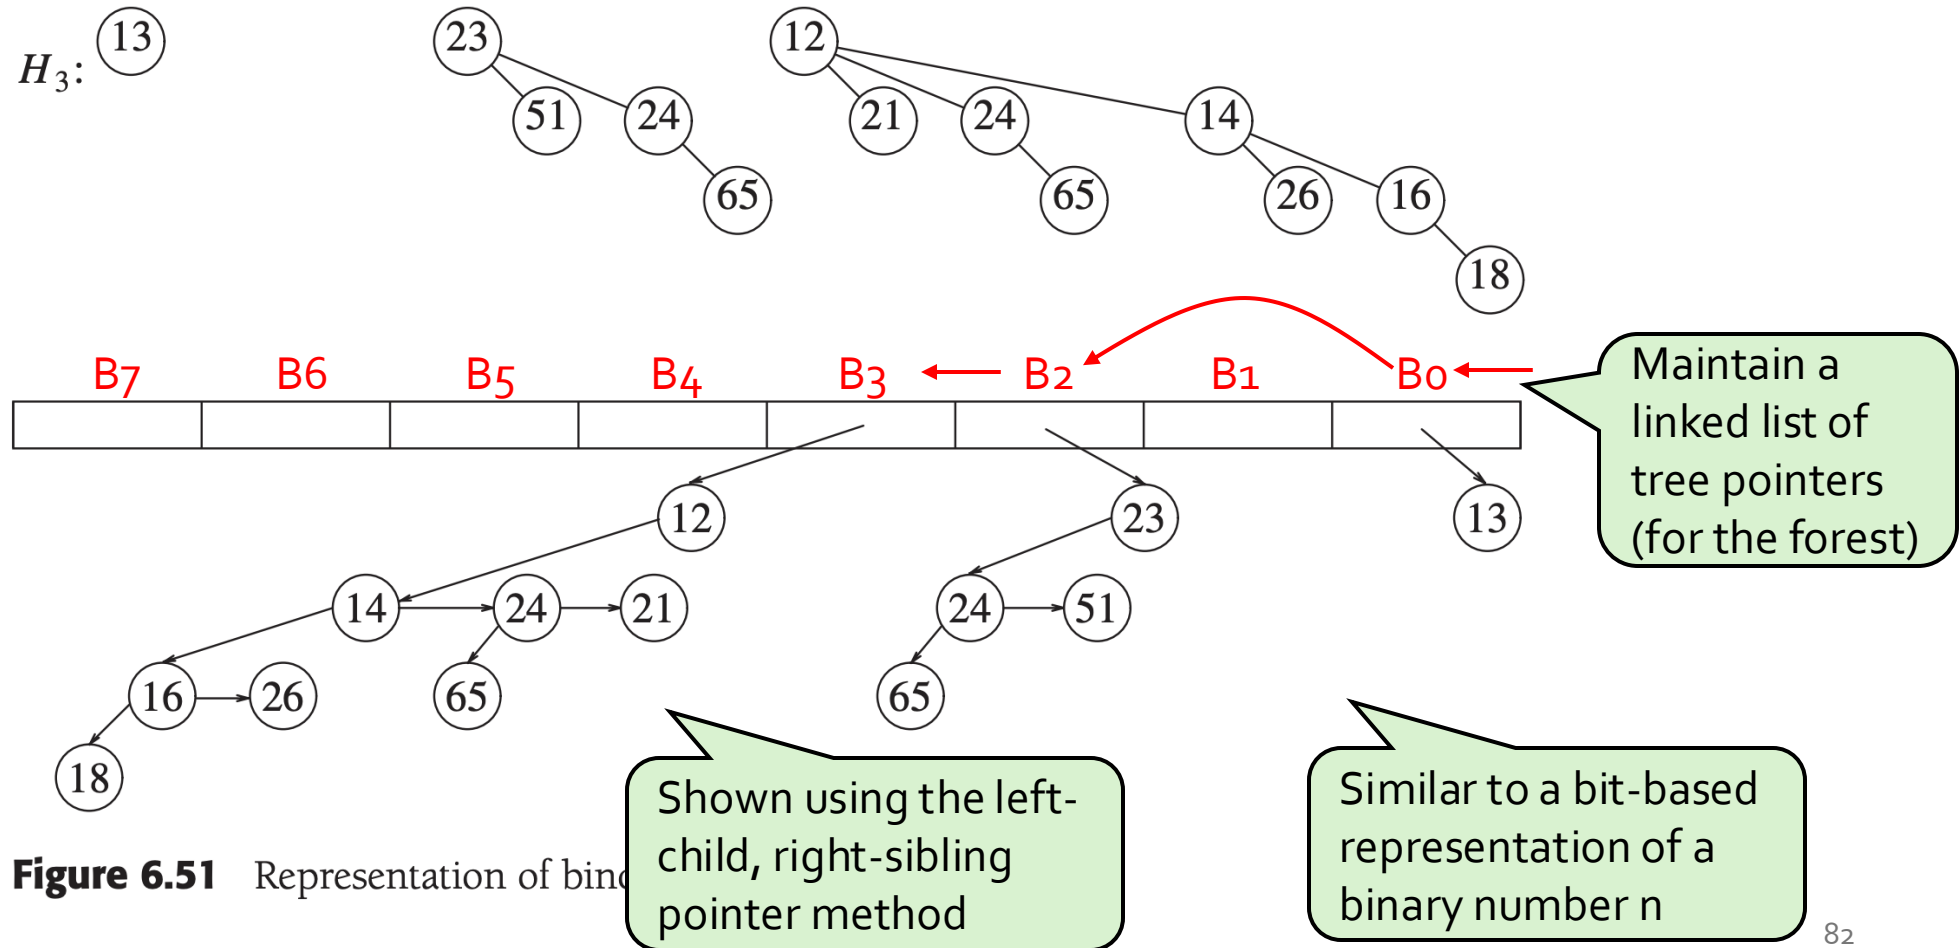 H3: 13 23 12
51 24 21 24 14
65 65 26 16
18
B7 B6 B5 B4 B3 B2 B1 B0
Maintain a
linked list of
tree pointers
(for the forest)
12 23 13
14 24 21 24 51
16 26 65 65
18
Shown using the left-
child, right-sibling
pointer method
Similar to a bit-based
representation of a
binary number n
Figure 6.51 Representation of
82